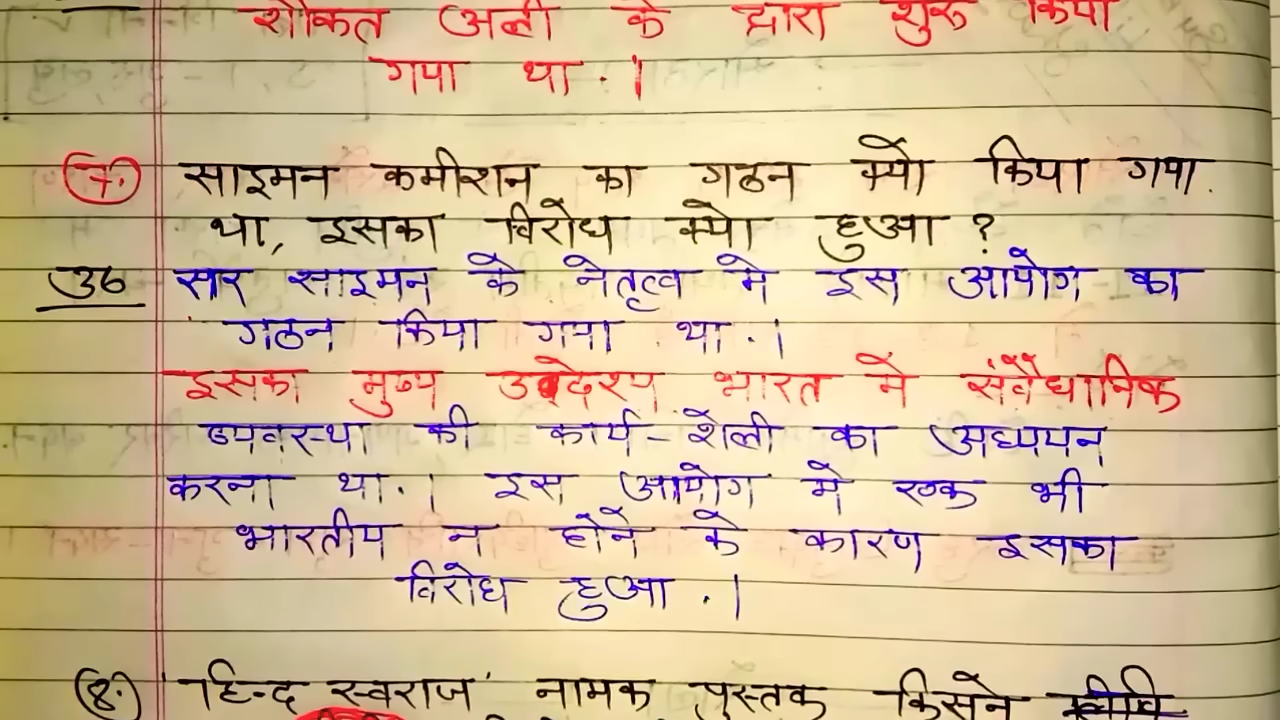 शौकत अली के द्वारा शुरू किया
गया था . ।
(7.) साइमन कमीशन का गठन क्यो किया गया .
था, इसका विरोध क्यो हुआ ?
उ० सर साइमन के नेतृत्व मे इस आयोग का
गठन किया गया था . ।
इसका मुख्य उददेश्य भारत मे संवैधानिक
व्यवस्था की कार्य - शैली का अध्ययन
करना था . । इस आयोग मे एक भी
भारतीय न होने के कारण इसका
विरोध हुआ . ।
(8.) 'हिन्द स्वराज' नामक पुस्तक किसने